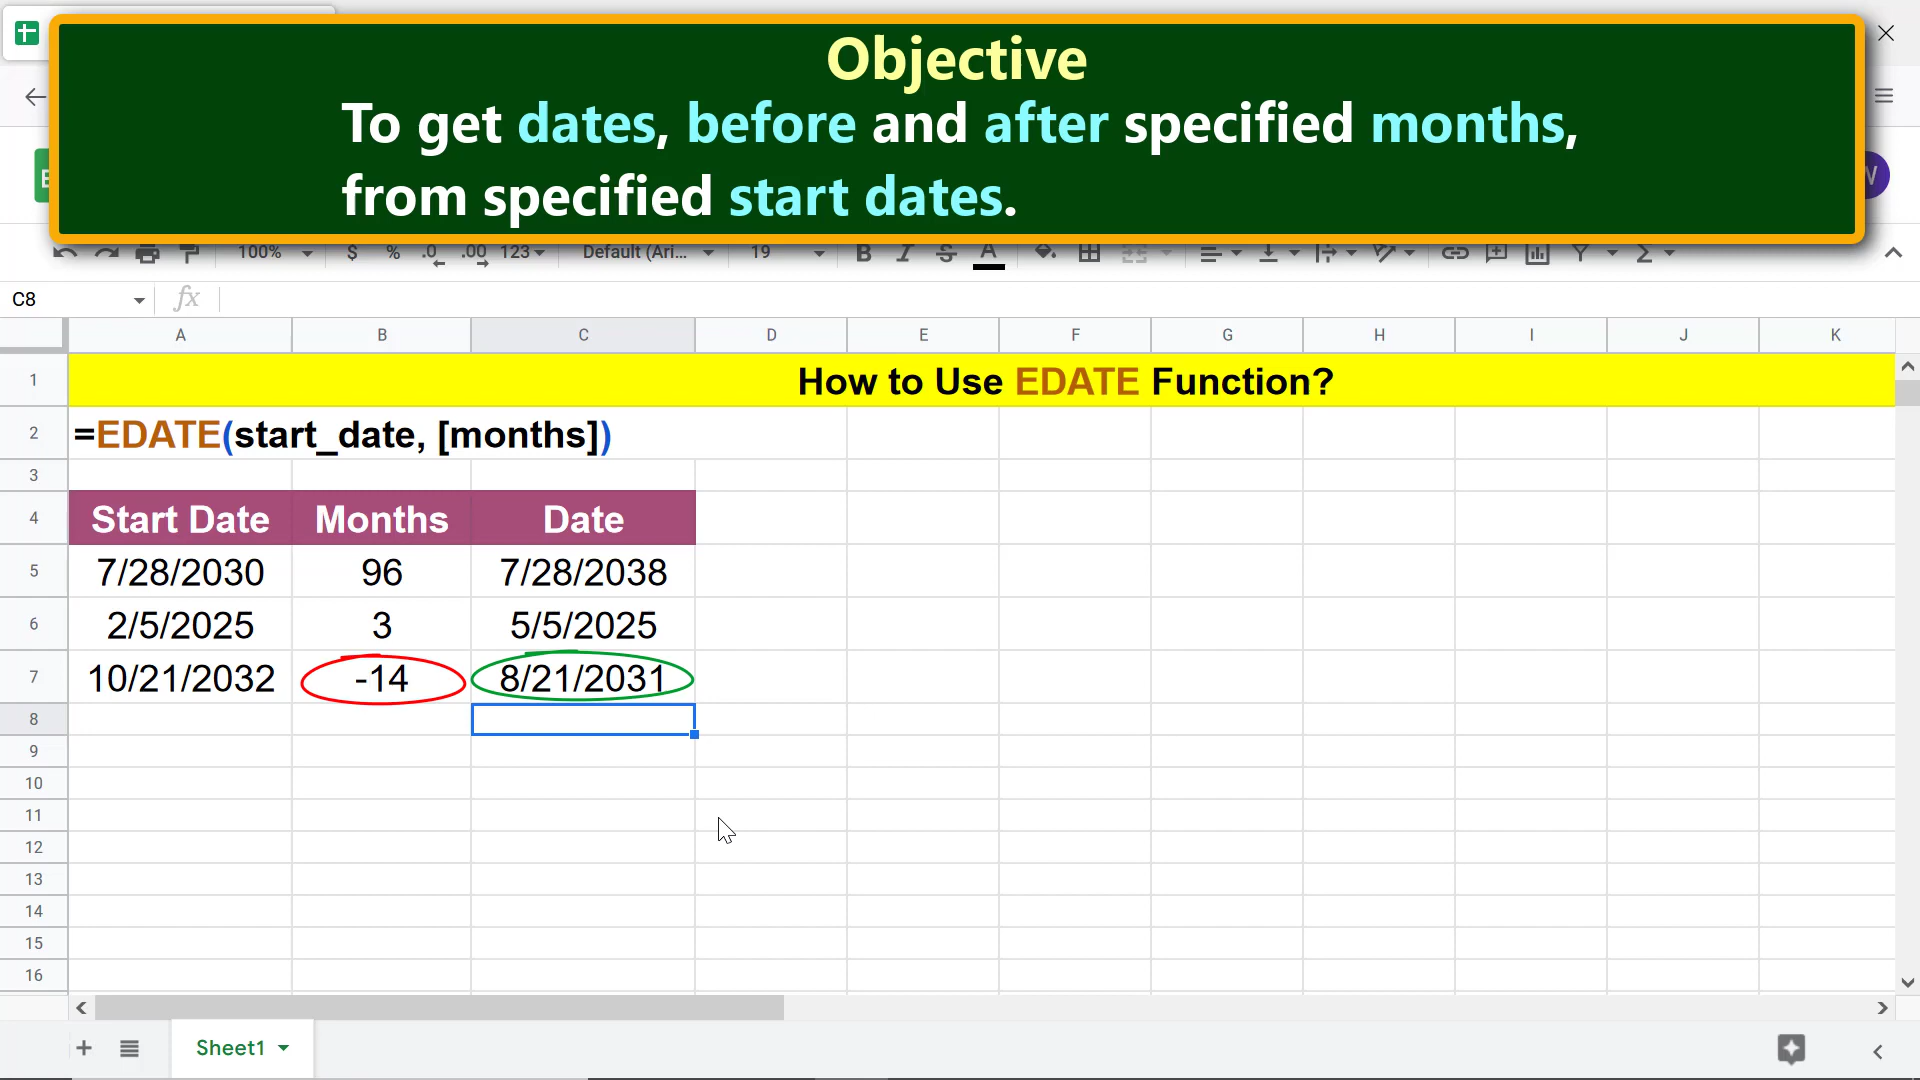 Objective
To get dates, before and after specified months,
from specified start dates.
W
100% $ % .0 .00 123 Default (Ari... 19 B I S A
C8 fx
A B C D E F G H I J K
1 How to Use EDATE Function?
2 =EDATE(start_date, [months])
3
4 Start Date Months Date
5 7/28/2030 96 7/28/2038
6 2/5/2025 3 5/5/2025
7 10/21/2032 -14 8/21/2031
8
9
10
11
12
13
14
15
16
Sheet1